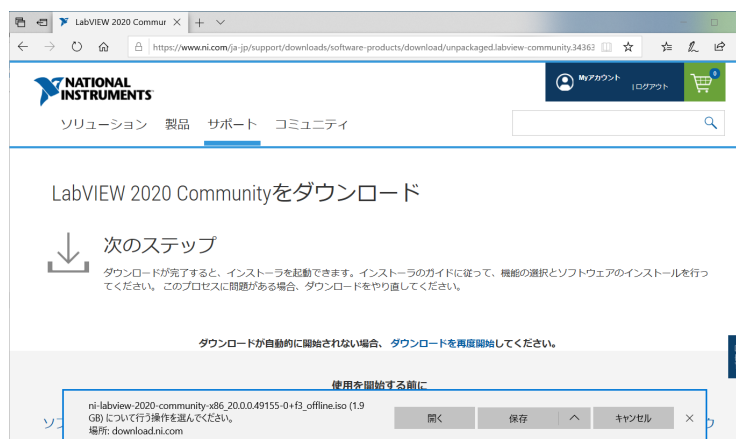 LabVIEW 2020 Commur
https://www.ni.com/ja-jp/support/downloads/software-products/download/unpackaged.labview-community.34363
NATIONAL
INSTRUMENTS
Myアカウント
| ログアウト
0
ソリューション 製品 サポート コミュニティ
LabVIEW 2020 Communityをダウンロード
次のステップ
ダウンロードが完了すると、インストーラを起動できます。インストーラのガイドに従って、機能の選択とソフトウェアのインストールを行っ
てください。 このプロセスに問題がある場合、ダウンロードをやり直してください。
ダウンロードが自動的に開始されない場合、 ダウンロードを再度開始してください。
使用を開始する前に
ni-labview-2020-community-x86_20.0.0.49155-0+f3_offline.iso (1.9
GB) について行う操作を選んでください。
場所: download.ni.com
開く 保存 キャンセル